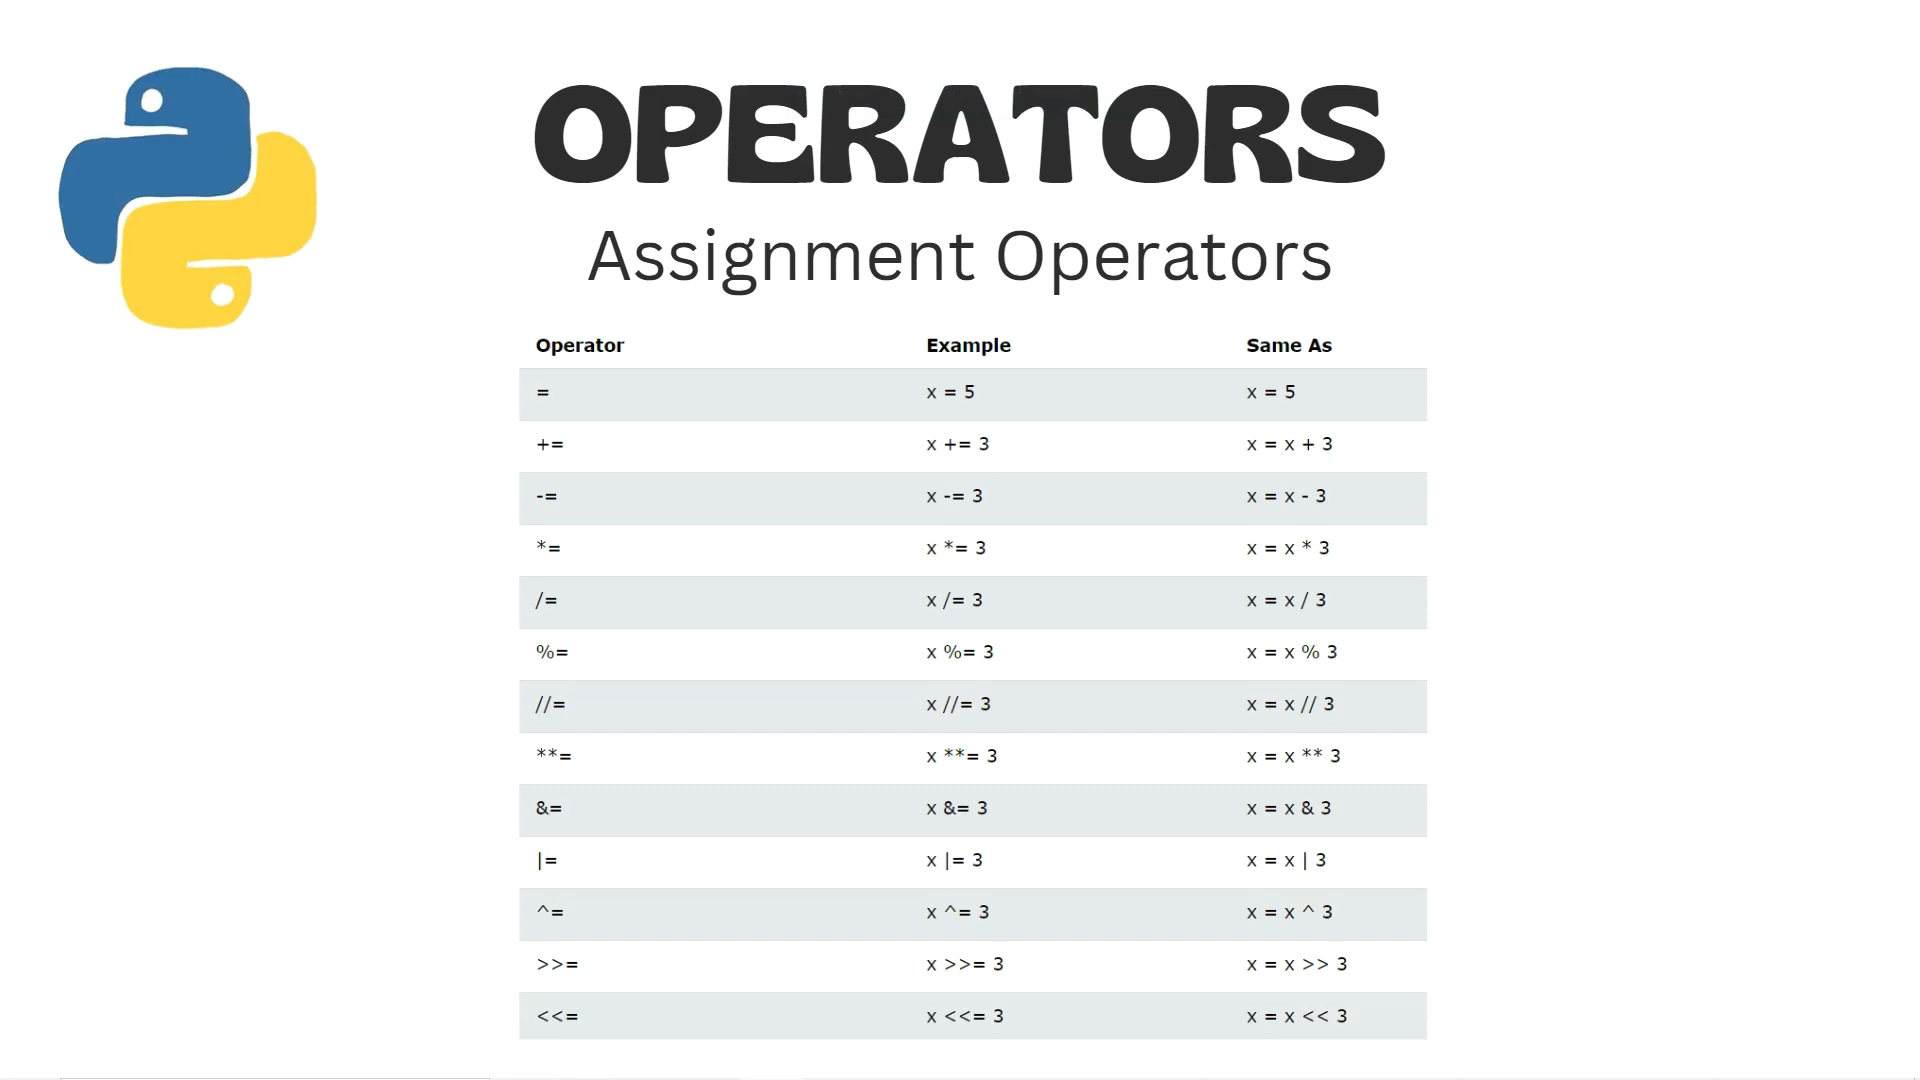 OPERATORS
Assignment Operators
Operator Example Same As
= x = 5 x = 5
+= x += 3 x = x + 3
-= x -= 3 x = x - 3
*= x *= 3 x = x * 3
/= x /= 3 x = x / 3
%= x %= 3 x = x % 3
//= x //= 3 x = x // 3
**= x **= 3 x = x ** 3
&= x &= 3 x = x & 3
|= x |= 3 x = x | 3
^= x ^= 3 x = x ^ 3
>>= x >>= 3 x = x >> 3
<<= x <<= 3 x = x << 3